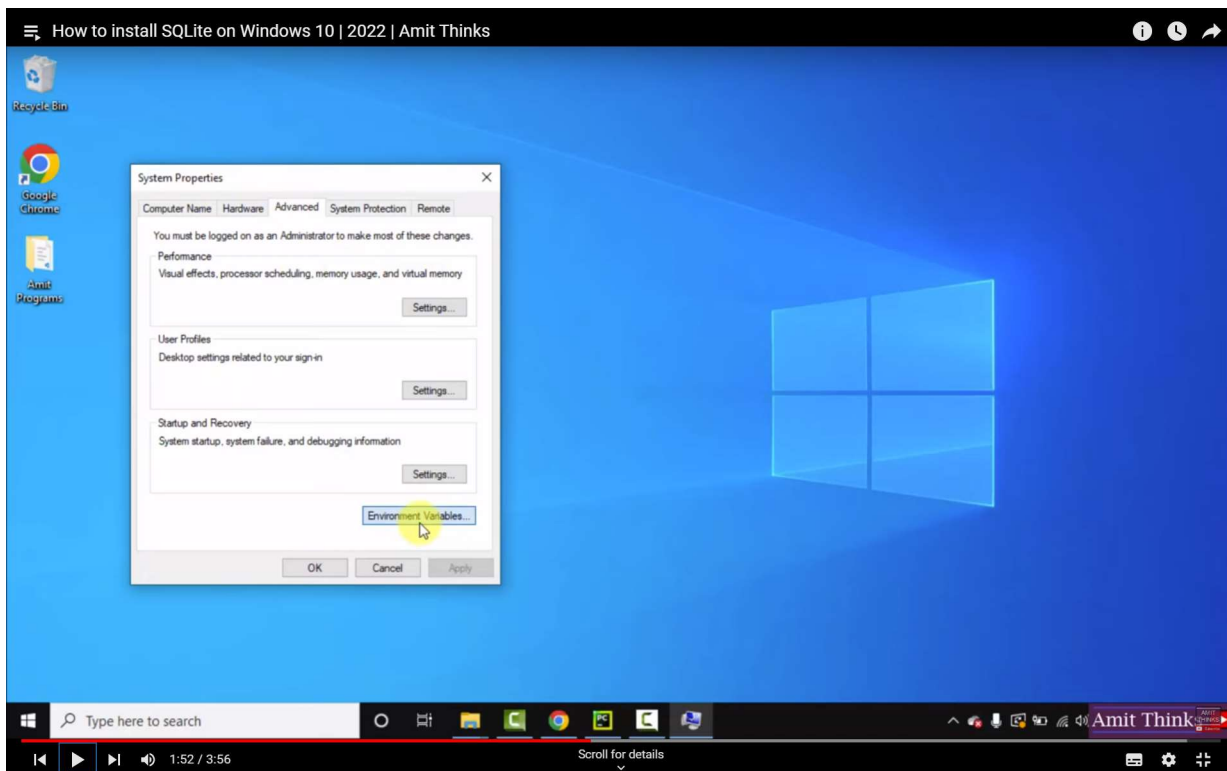 How to install SQLite on Windows 10 | 2022 | Amit Thinks
Recycle Bin
Google
Chrome
Amit
Programs
System Properties
Computer Name Hardware Advanced System Protection Remote
You must be logged on as an Administrator to make most of these changes.
Performance
Visual effects, processor scheduling, memory usage, and virtual memory
Settings...
User Profiles
Desktop settings related to your sign-in
Settings...
Startup and Recovery
System startup, system failure, and debugging information
Settings...
Environment Variables...
OK Cancel Apply
Type here to search
Amit Think
AMIT
THINKS
1:52 / 3:56
Scroll for details